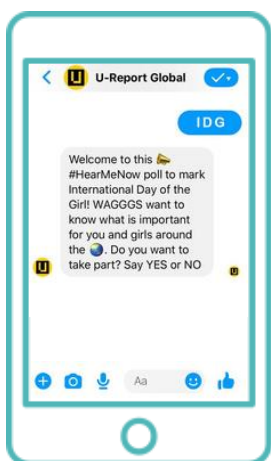 U-Report Global
IDG
Welcome to this 📣
#HearMeNow poll to mark
International Day of the
Girl! WAGGGS want to
know what is important
for you and girls around
the 🌏. Do you want to
take part? Say YES or NO
Aa